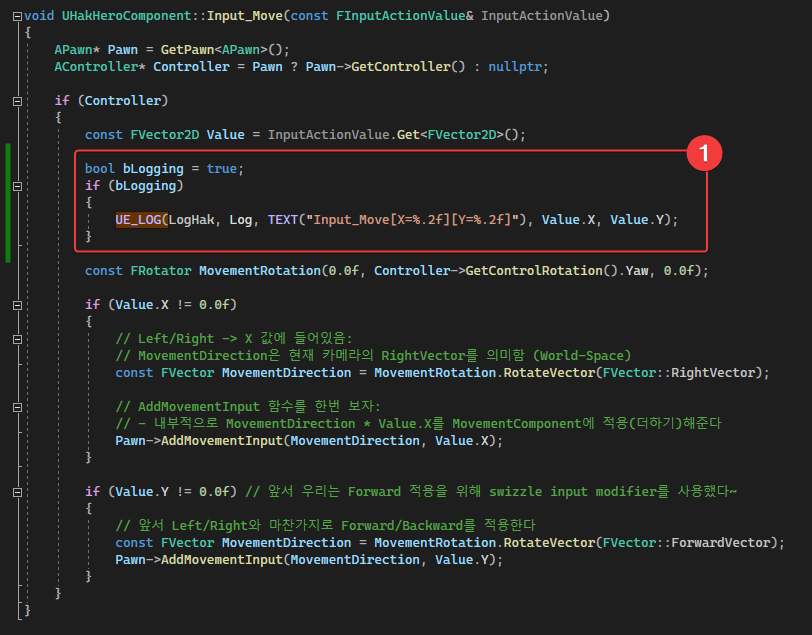 void UHakHeroComponent::Input_Move(const FInputActionValue& InputActionValue)
{
APawn* Pawn = GetPawn<APawn>();
AController* Controller = Pawn ? Pawn->GetController() : nullptr;
if (Controller)
{
const FVector2D Value = InputActionValue.Get<FVector2D>();
1
bool bLogging = true;
if (bLogging)
{
UE_LOG(LogHak, Log, TEXT("Input_Move[X=%.2f][Y=%.2f]"), Value.X, Value.Y);
}
const FRotator MovementRotation(0.0f, Controller->GetControlRotation().Yaw, 0.0f);
if (Value.X != 0.0f)
{
// Left/Right -> X 값에 들어있음:
// MovementDirection은 현재 카메라의 RightVector를 의미함 (World-Space)
const FVector MovementDirection = MovementRotation.RotateVector(FVector::RightVector);
// AddMovementInput 함수를 한번 보자:
// - 내부적으로 MovementDirection * Value.X를 MovementComponent에 적용(더하기)해준다
Pawn->AddMovementInput(MovementDirection, Value.X);
}
if (Value.Y != 0.0f) // 앞서 우리는 Forward 적용을 위해 swizzle input modifier를 사용했다~
{
// 앞서 Left/Right와 마찬가지로 Forward/Backward를 적용한다
const FVector MovementDirection = MovementRotation.RotateVector(FVector::ForwardVector);
Pawn->AddMovementInput(MovementDirection, Value.Y);
}
}
}